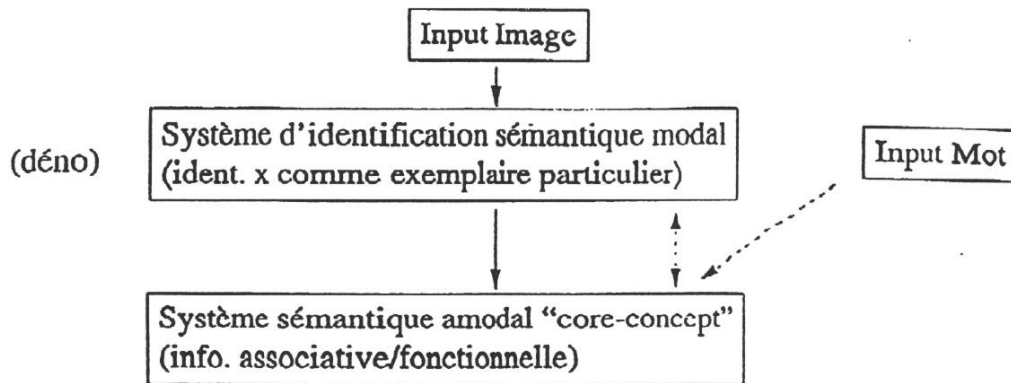 Input Image
Système d'identification sémantique modal
(ident. x comme exemplaire particulier)
(déno)
Input Mot
Système sémantique amodal “core-concept”
(info. associative/fonctionnelle)